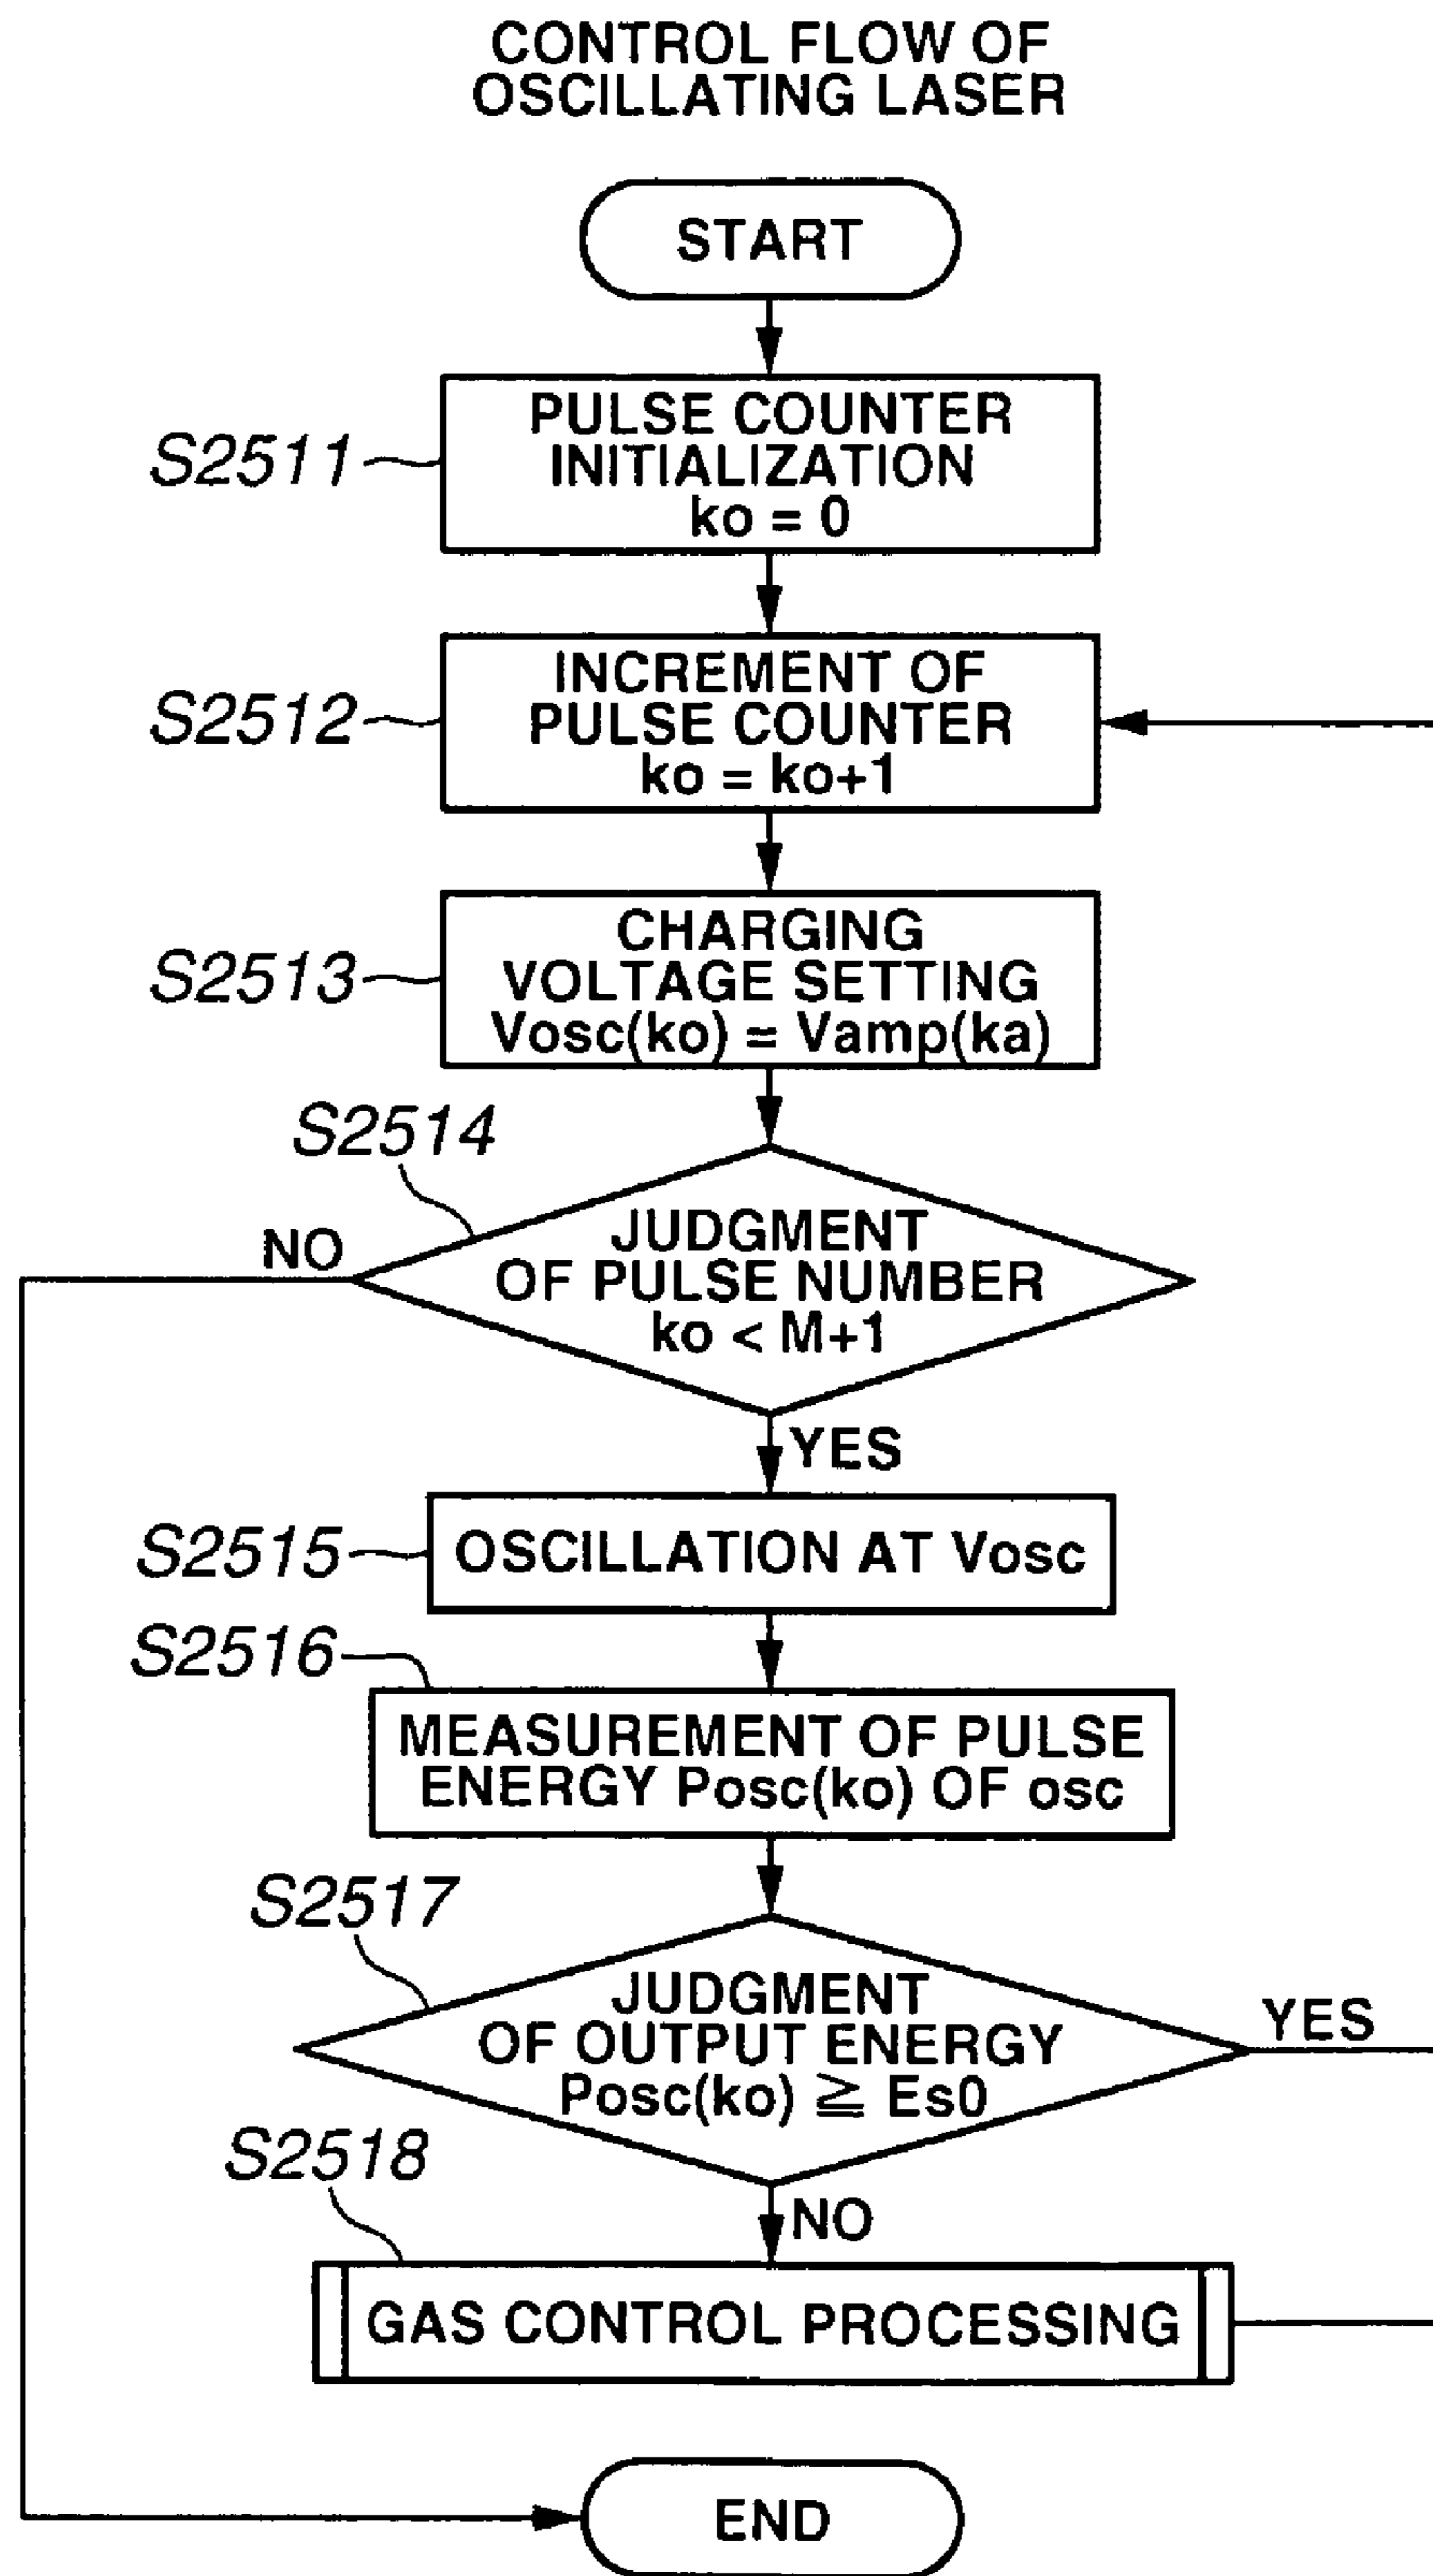 CONTROL FLOW OF
OSCILLATING LASER
START
S2511
PULSE COUNTER
INITIALIZATION
ko = 0
S2512
INCREMENT OF
PULSE COUNTER
ko = ko+1
S2513
CHARGING
VOLTAGE SETTING
Vosc(ko) = Vamp(ka)
S2514
NO
JUDGMENT
OF PULSE NUMBER
ko < M+1
YES
S2515
OSCILLATION AT Vosc
S2516
MEASUREMENT OF PULSE
ENERGY Posc(ko) OF osc
S2517
JUDGMENT
OF OUTPUT ENERGY
Posc(ko) ≧ Es0
YES
S2518
NO
GAS CONTROL PROCESSING
END